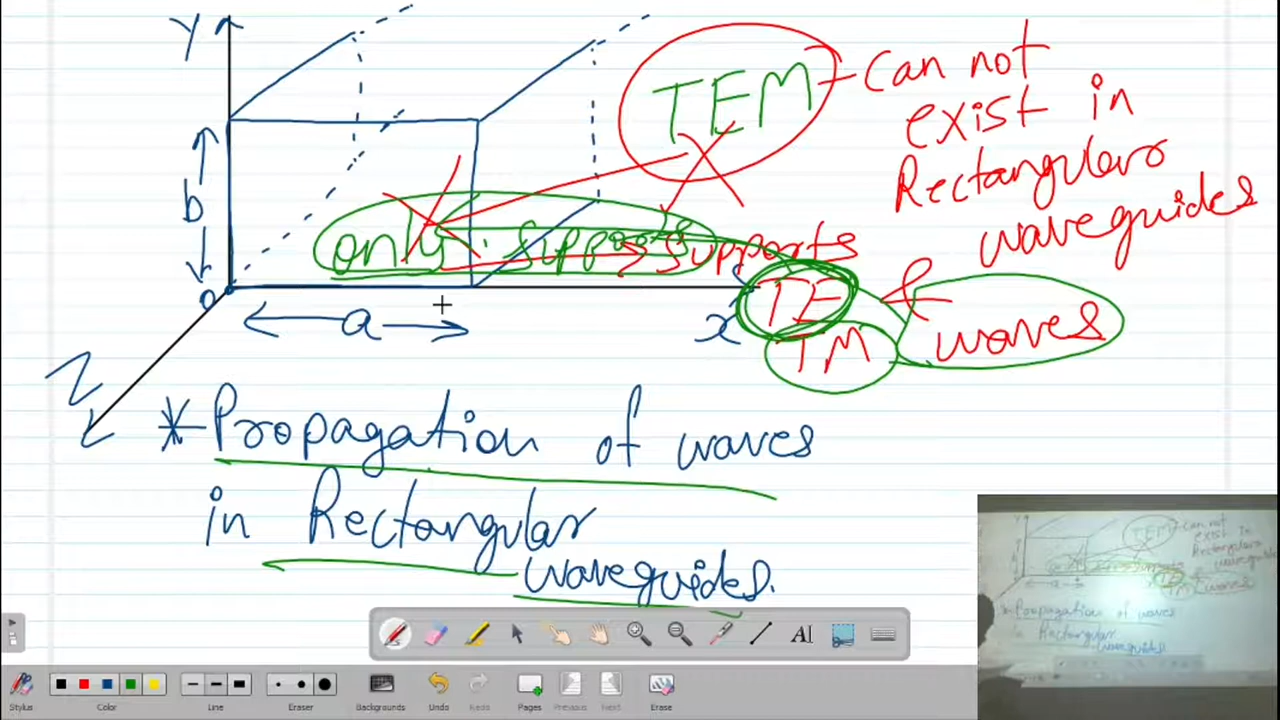 Y
TEM
Can not
exist in
Rectangular
waveguides
b
only supports
supports
TE &
TM
waves
0
a
x
Z
*Propagation of waves
in Rectangular
waveguides.
Stylus
Color
Line
Eraser
Backgrounds
Undo
Redo
Pages
Previous
Next
Erase